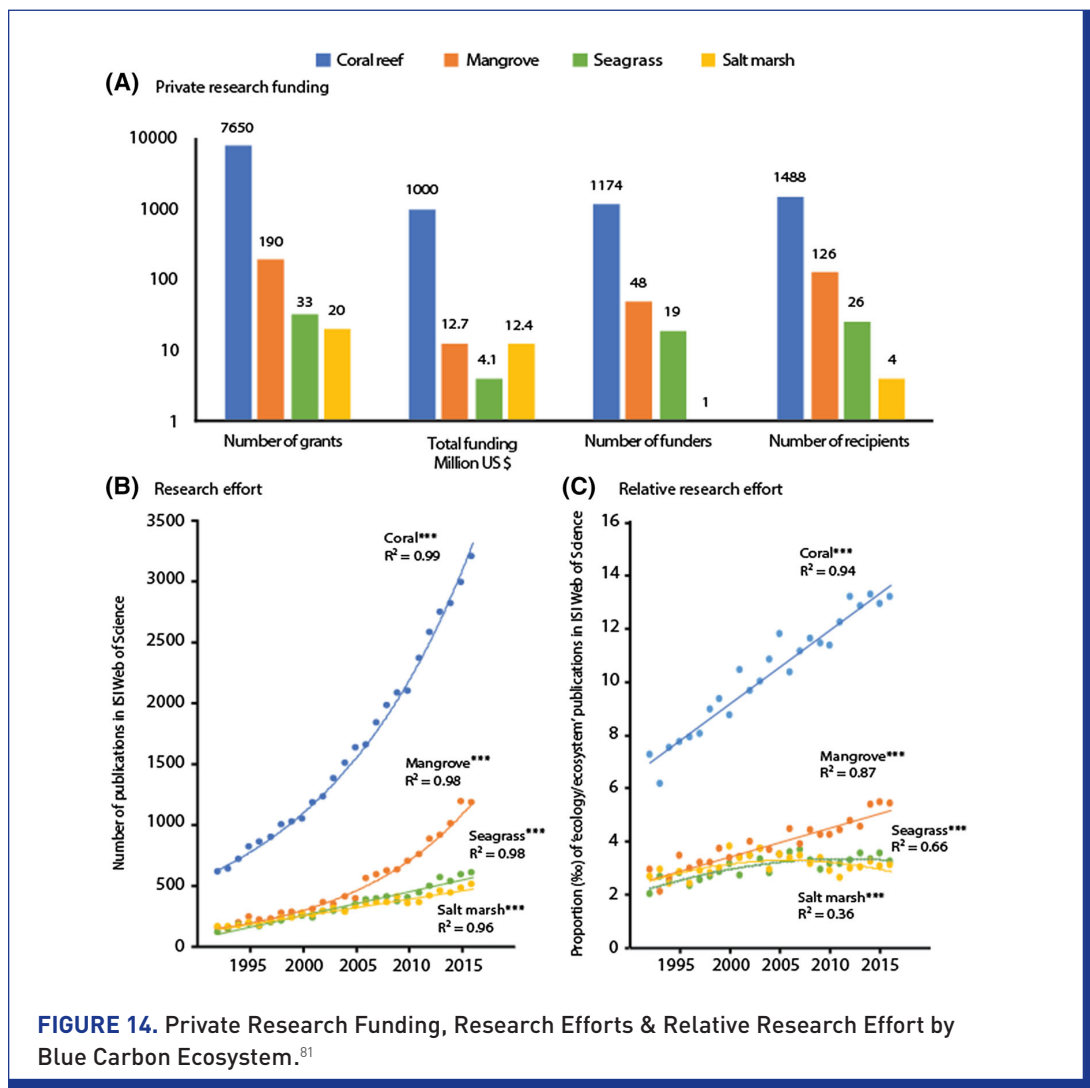 Coral reef Mangrove Seagrass Salt marsh
(A) Private research funding
10000
1000
100
10
1
7650
190
33
20
1000
12.7
4.1
12.4
1174
48
19
1
1488
126
26
4
Number of grants
Total funding
Million US $
Number of funders
Number of recipients
(B) Research effort
Number of publications in ISI Web of Science
3500
3000
2500
2000
1500
1000
500
0
Coral***
R² = 0.99
Mangrove***
R² = 0.98
Seagrass***
R² = 0.98
Salt marsh***
R² = 0.96
1995 2000 2005 2010 2015
(C) Relative research effort
Proportion (‰) of 'ecology/ecosystem' publications in ISI Web of Science
16
14
12
10
8
6
4
2
0
Coral***
R² = 0.94
Mangrove***
R² = 0.87
Seagrass***
R² = 0.66
Salt marsh***
R² = 0.36
1995 2000 2005 2010 2015
FIGURE 14. Private Research Funding, Research Efforts & Relative Research Effort by
Blue Carbon Ecosystem.81